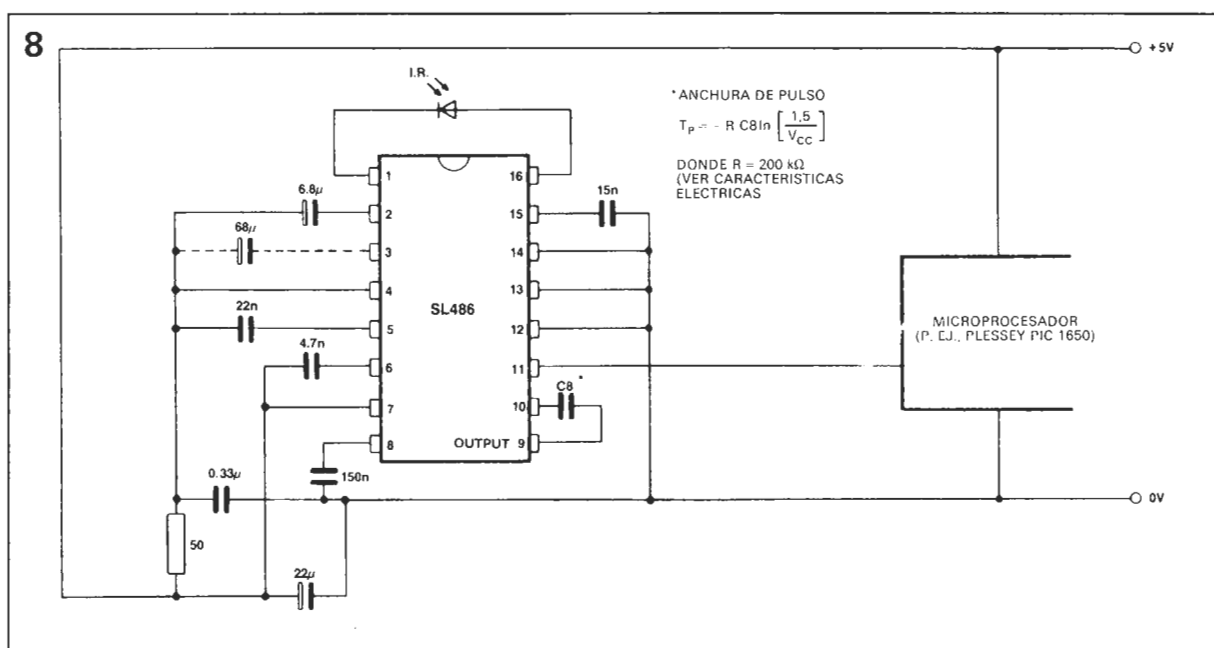 8
+5V
I.R.
* ANCHURA DE PULSO
T_P = - R C8 ln [1,5 / V_CC]
DONDE R = 200 kΩ
(VER CARACTERISTICAS
ELECTRICAS
1
16
6.8µ
2
15
15n
68µ
3
14
4
13
SL486
22n
5
12
4.7n
6
11
MICROPROCESADOR
(P. EJ., PLESSEY PIC 1650)
7
10
C8 *
8
OUTPUT 9
0.33µ
150n
0V
50
22µ